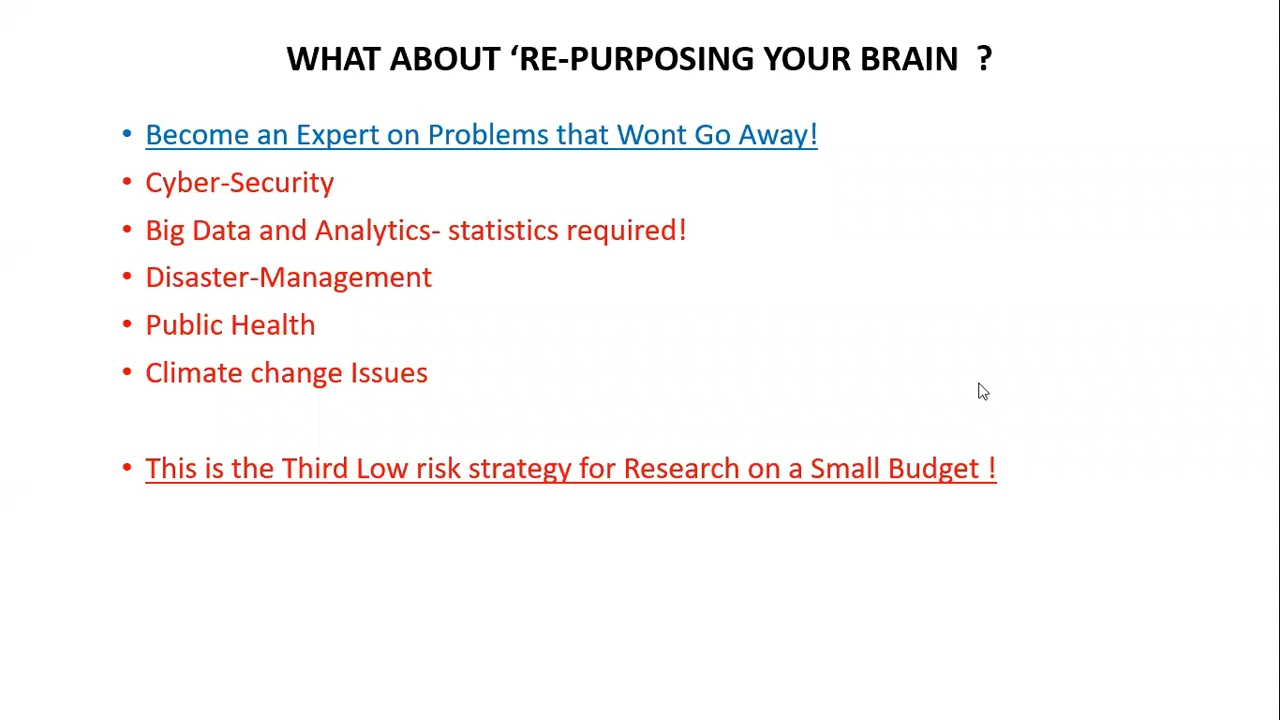 WHAT ABOUT ‘RE-PURPOSING YOUR BRAIN ?
• Become an Expert on Problems that Wont Go Away!
• Cyber-Security
• Big Data and Analytics- statistics required!
• Disaster-Management
• Public Health
• Climate change Issues
• This is the Third Low risk strategy for Research on a Small Budget !